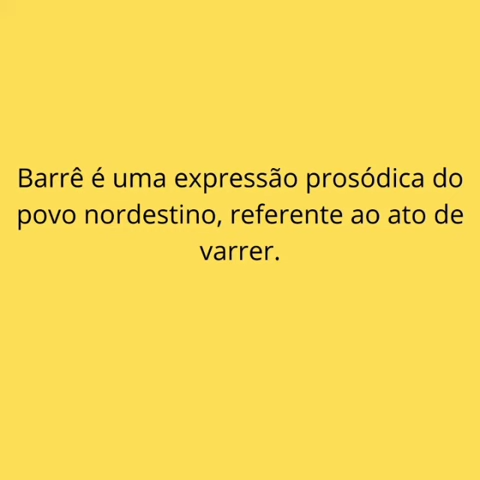 Barrê é uma expressão prosódica do
povo nordestino, referente ao ato de
varrer.